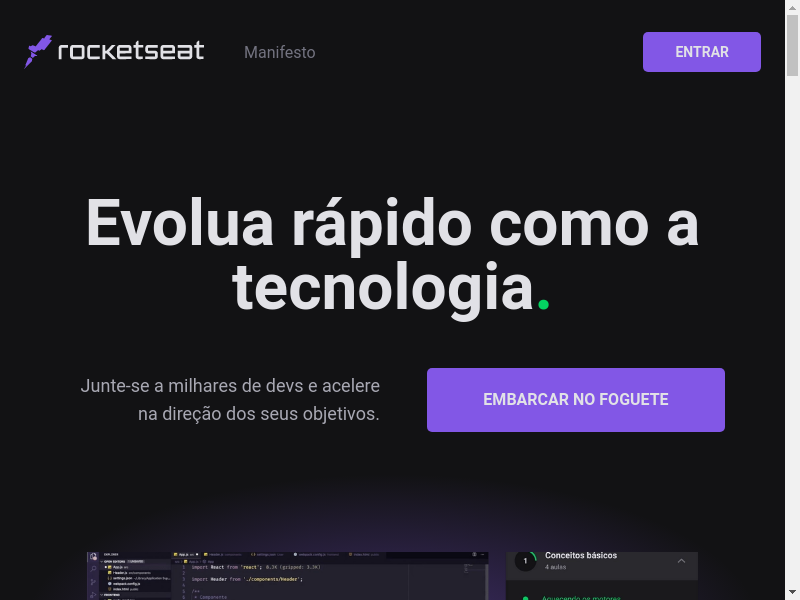 rocketseat
Manifesto
ENTRAR
Evolua rápido como a
tecnologia.
Junte-se a milhares de devs e acelere
na direção dos seus objetivos.
EMBARCAR NO FOGUETE
import React from 'react';
import Header from './components/Header';
1
Conceitos básicos
4 aulas
Aquecendo os motores